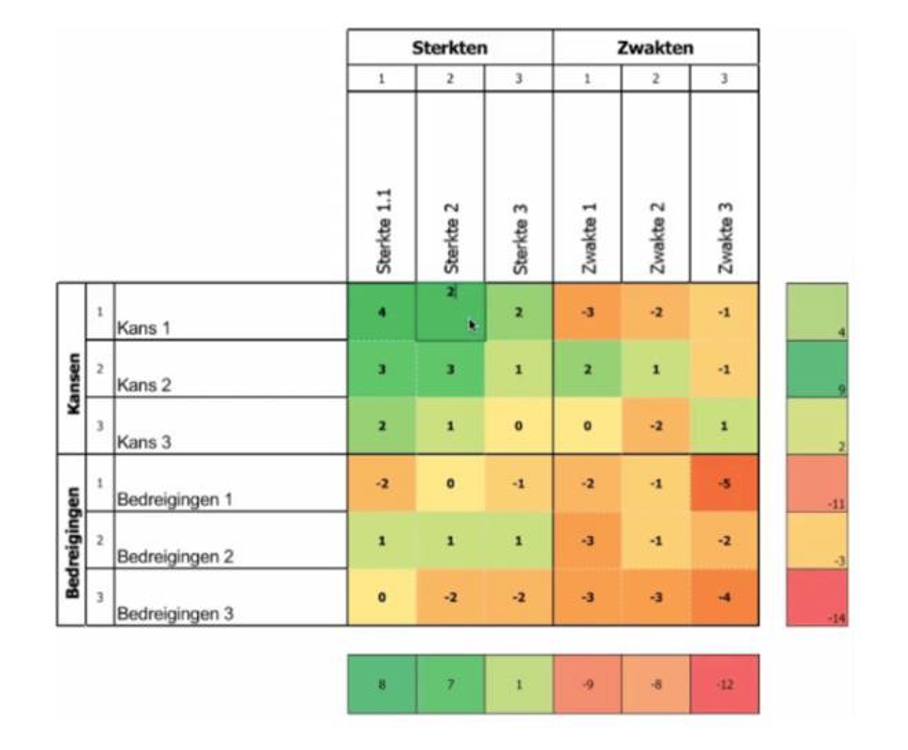 Sterkten Zwakten
1 2 3 1 2 3
Sterkte 1.1 Sterkte 2 Sterkte 3 Zwakte 1 Zwakte 2 Zwakte 3
Kansen
1 Kans 1 4 2 2 -3 -2 -1 4
2 Kans 2 3 3 1 2 1 -1 9
3 Kans 3 2 1 0 0 -2 1 2
Bedreigingen
1 Bedreigingen 1 -2 0 -1 -2 -1 -5 -11
2 Bedreigingen 2 1 1 1 -3 -1 -2 -3
3 Bedreigingen 3 0 -2 -2 -3 -3 -4 -14
8 7 1 -9 -8 -12